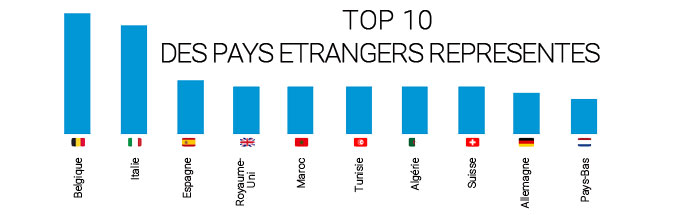 TOP 10
DES PAYS ETRANGERS REPRESENTES
Belgique
Italie
Espagne
Royaume-
Uni
Maroc
Tunisie
Algérie
Suisse
Allemagne
Pays-Bas